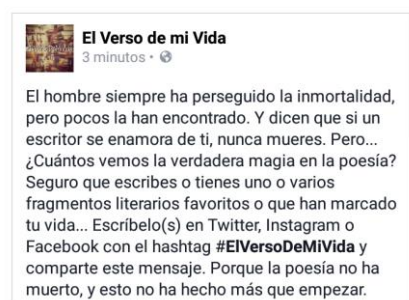 El Verso de mi Vida
3 minutos ·
El hombre siempre ha perseguido la inmortalidad,
pero pocos la han encontrado. Y dicen que si un
escritor se enamora de ti, nunca mueres. Pero...
¿Cuántos vemos la verdadera magia en la poesía?
Seguro que escribes o tienes uno o varios
fragmentos literarios favoritos o que han marcado
tu vida... Escríbelo(s) en Twitter, Instagram o
Facebook con el hashtag #ElVersoDeMiVida y
comparte este mensaje. Porque la poesía no ha
muerto, y esto no ha hecho más que empezar.